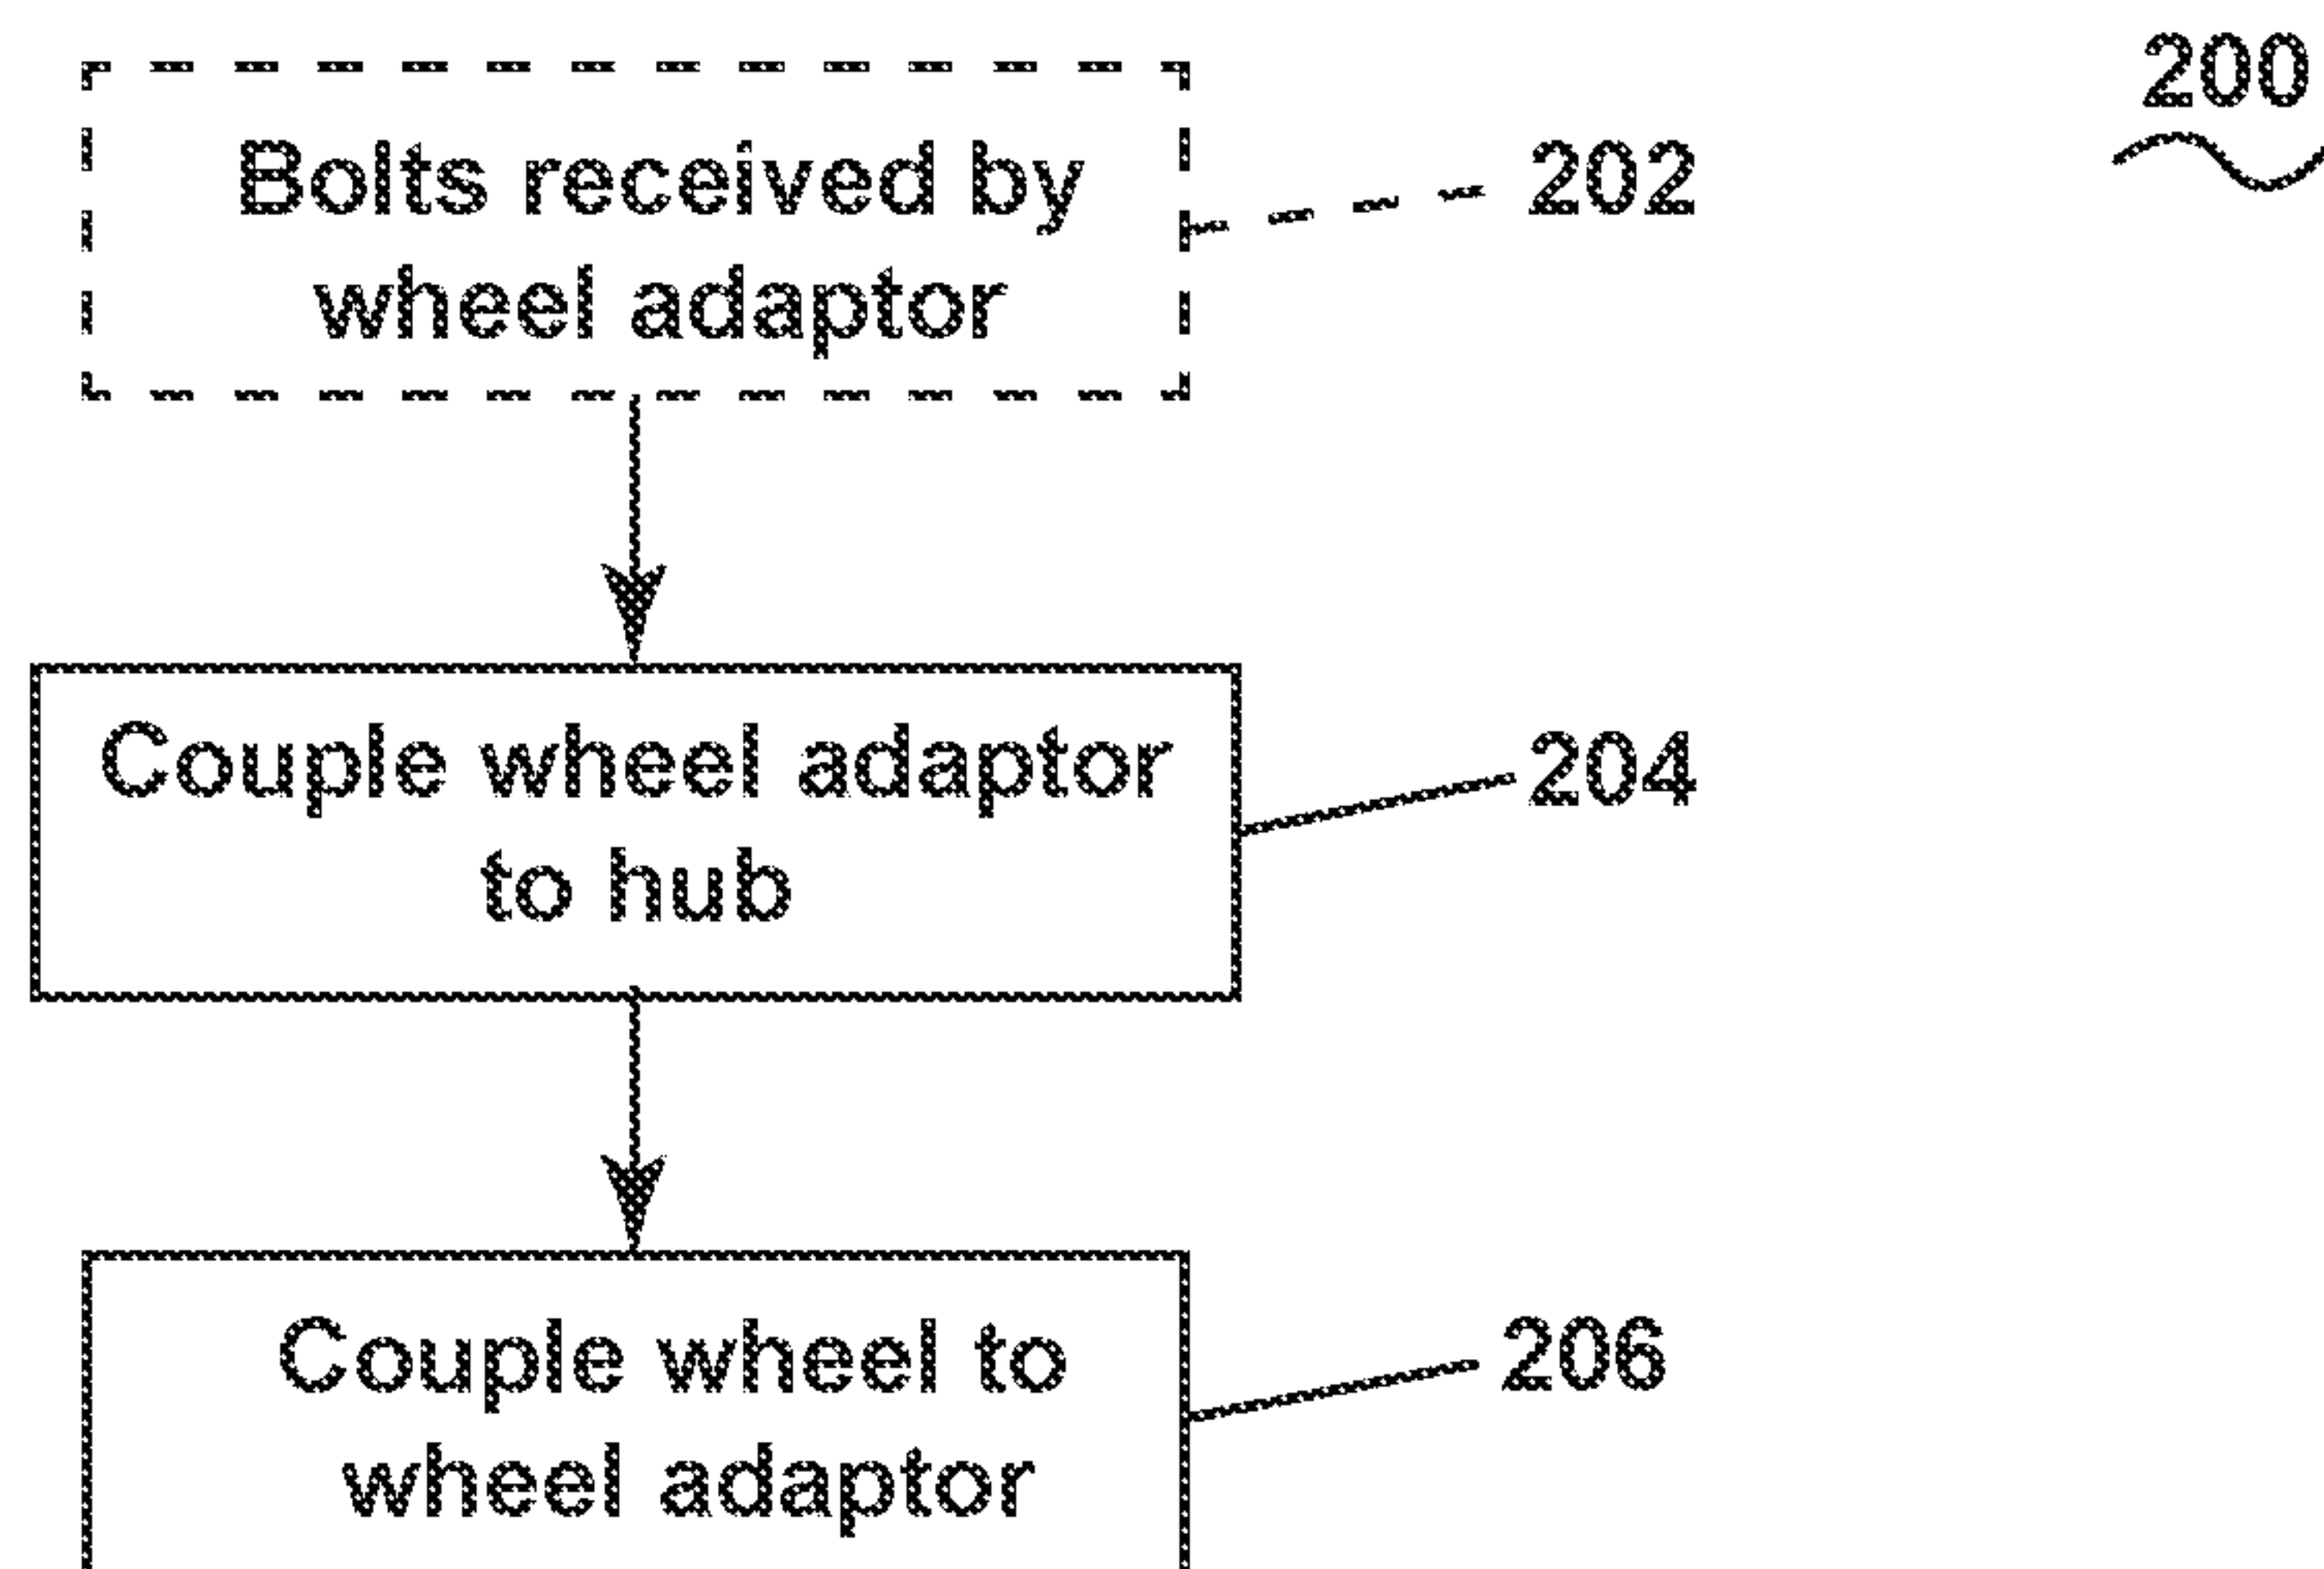 200
Bolts received by
wheel adaptor
202
Couple wheel adaptor
to hub
204
Couple wheel to
wheel adaptor
206